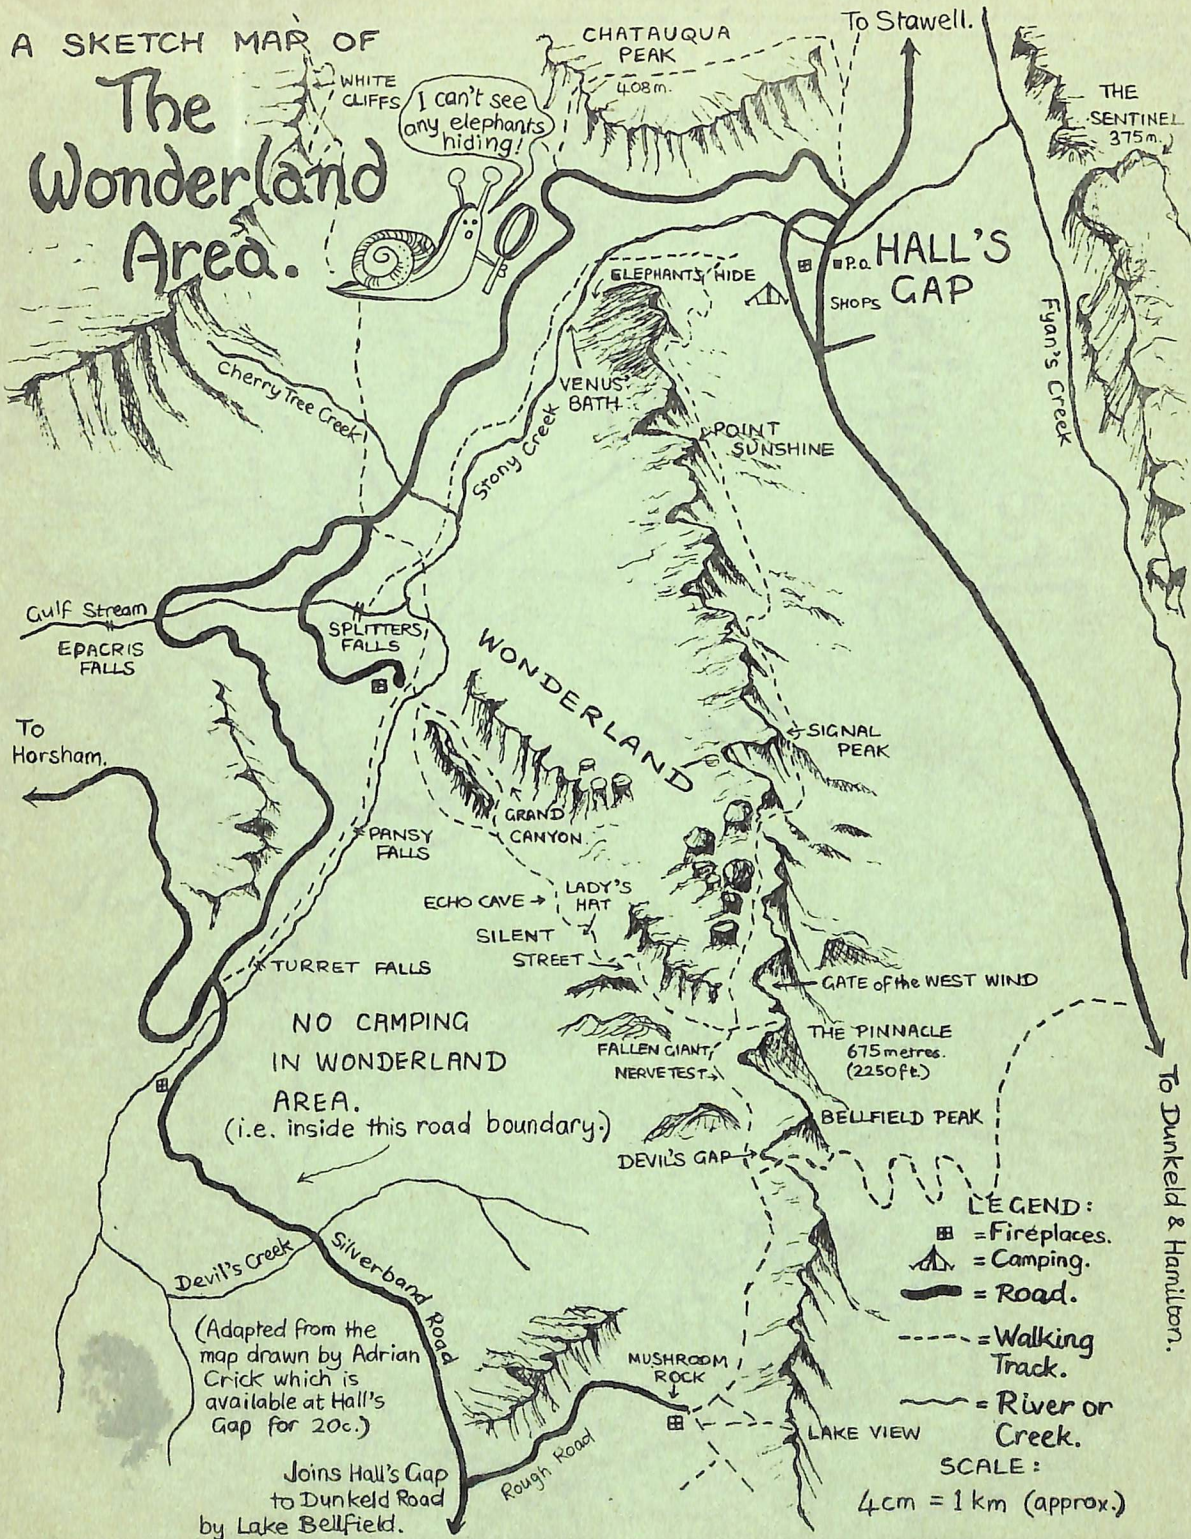 A SKETCH MAP OF
The
Wonderland
Area.
WHITE
CLIFFS
I can't see
any elephants
hiding!
CHATAUQUA
PEAK
408m.
To Stawell.
THE
SENTINEL
375m.
HALL'S
GAP
P.O.
SHOPS
ELEPHANTS' HIDE
Fyan's Creek
VENUS'
BATH
Cherry Tree Creek
Stony Creek
POINT
SUNSHINE
Gulf Stream
EPACRIS
FALLS
SPLITTERS
FALLS
WONDERLAND
To
Horsham.
SIGNAL
PEAK
GRAND
CANYON.
PANSY
FALLS
ECHO CAVE
LADY'S
HAT
SILENT
STREET
TURRET FALLS
GATE of the WEST WIND
NO CAMPING
IN WONDERLAND
AREA.
(i.e. inside this road boundary.)
FALLEN GIANT
NERVE TEST
THE PINNACLE
675 metres.
(2250ft.)
BELLFIELD PEAK
DEVIL'S GAP
To Dunkeld & Hamilton.
LEGEND:
= Fireplaces.
= Camping.
= Road.
= Walking
Track.
= River or
Creek.
SCALE:
4cm = 1km (approx.)
Devil's Creek
Silverband Road
(Adapted from the
map drawn by Adrian
Crick which is
available at Hall's
Gap for 20c.)
MUSHROOM
ROCK
LAKE VIEW
Rough Road
Joins Hall's Gap
to Dunkeld Road
by Lake Bellfield.